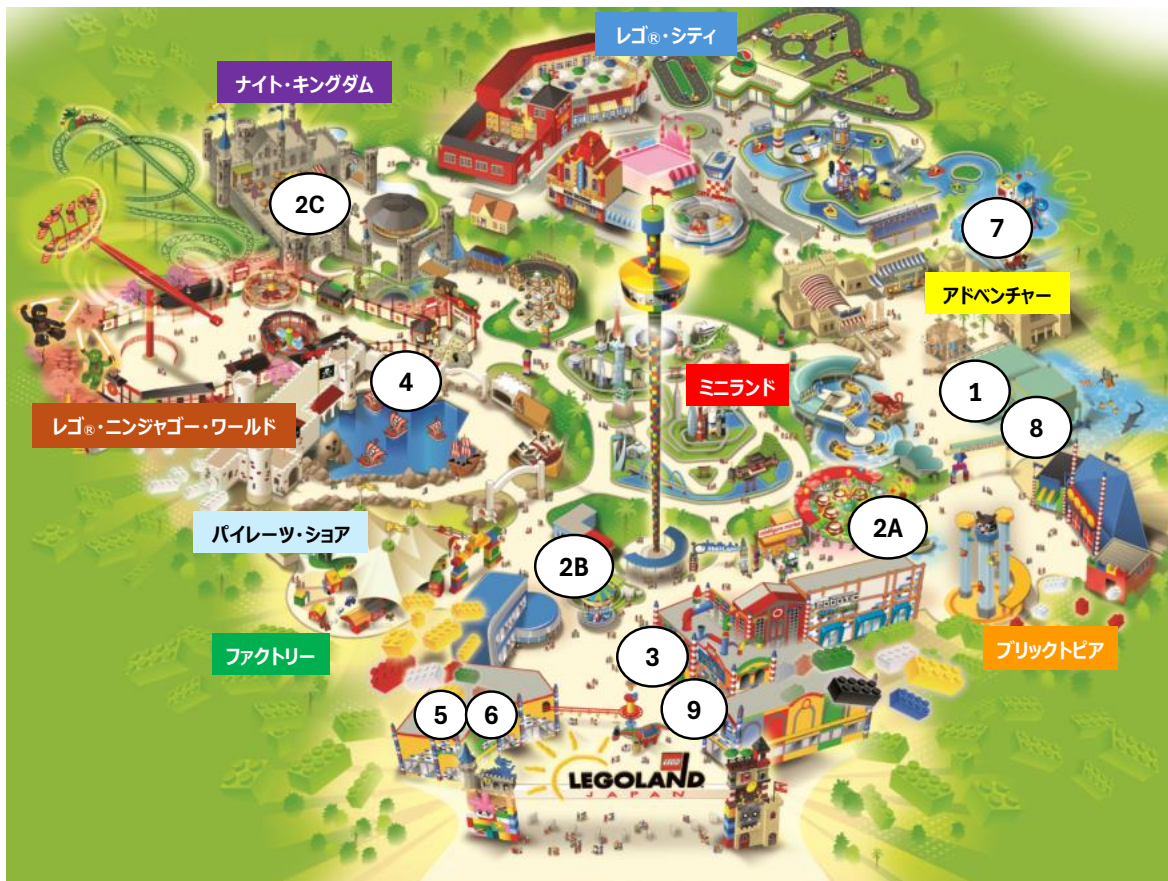 レゴ®・シティ
ナイト・キングダム
2C
7
アドベンチャー
4
ミニランド
1
レゴ®・ニンジャゴー・ワールド
8
パイレーツ・ショア
2A
2B
ファクトリー
3
ブリックトピア
5
6
9
LEGO
LEGOLAND
JAPAN